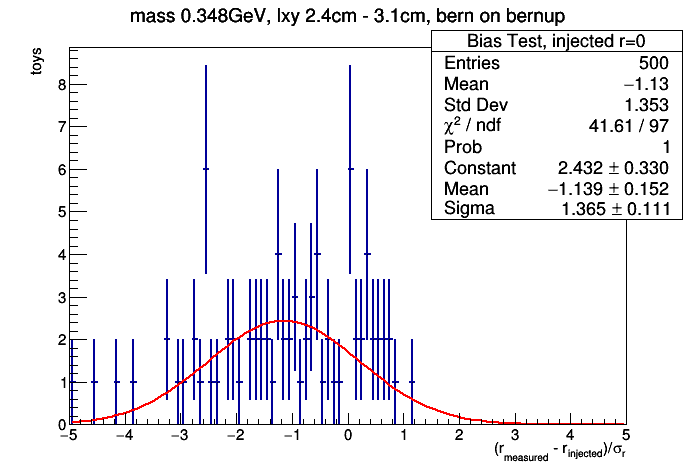 mass 0.348GeV, lxy 2.4cm - 3.1cm, bern on bernup
Bias Test, injected r=0
Entries 500
Mean −1.13
Std Dev 1.353
χ² / ndf 41.61 / 97
Prob 1
Constant 2.432 ± 0.330
Mean −1.139 ± 0.152
Sigma 1.365 ± 0.111
toys
8
7
6
5
4
3
2
1
0
−5 −4 −3 −2 −1 0 1 2 3 4 5
(r_measured - r_injected)/σ_r